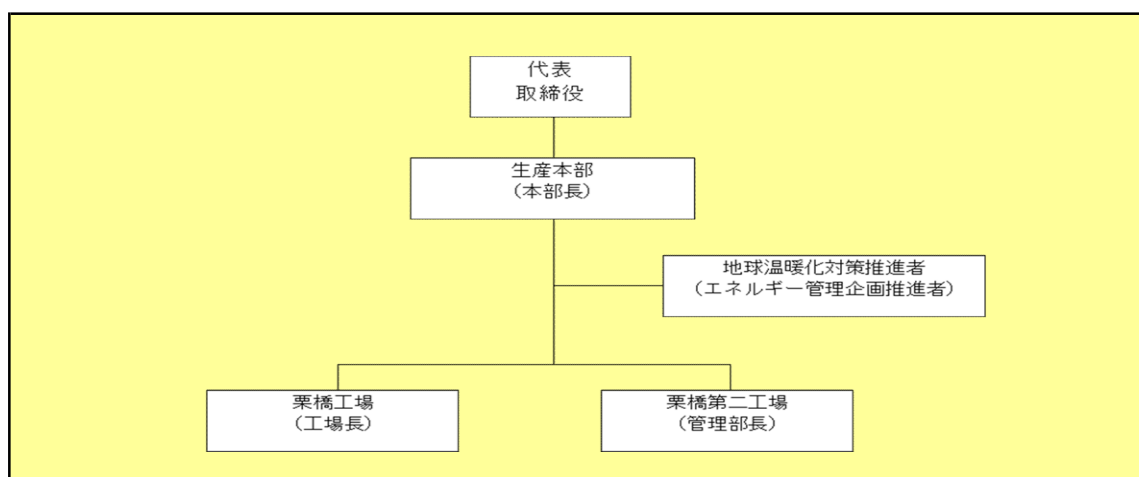 代表
取締役
生産本部
（本部長）
地球温暖化対策推進者
（エネルギー管理企画推進者）
栗橋工場
（工場長）
栗橋第二工場
（管理部長）